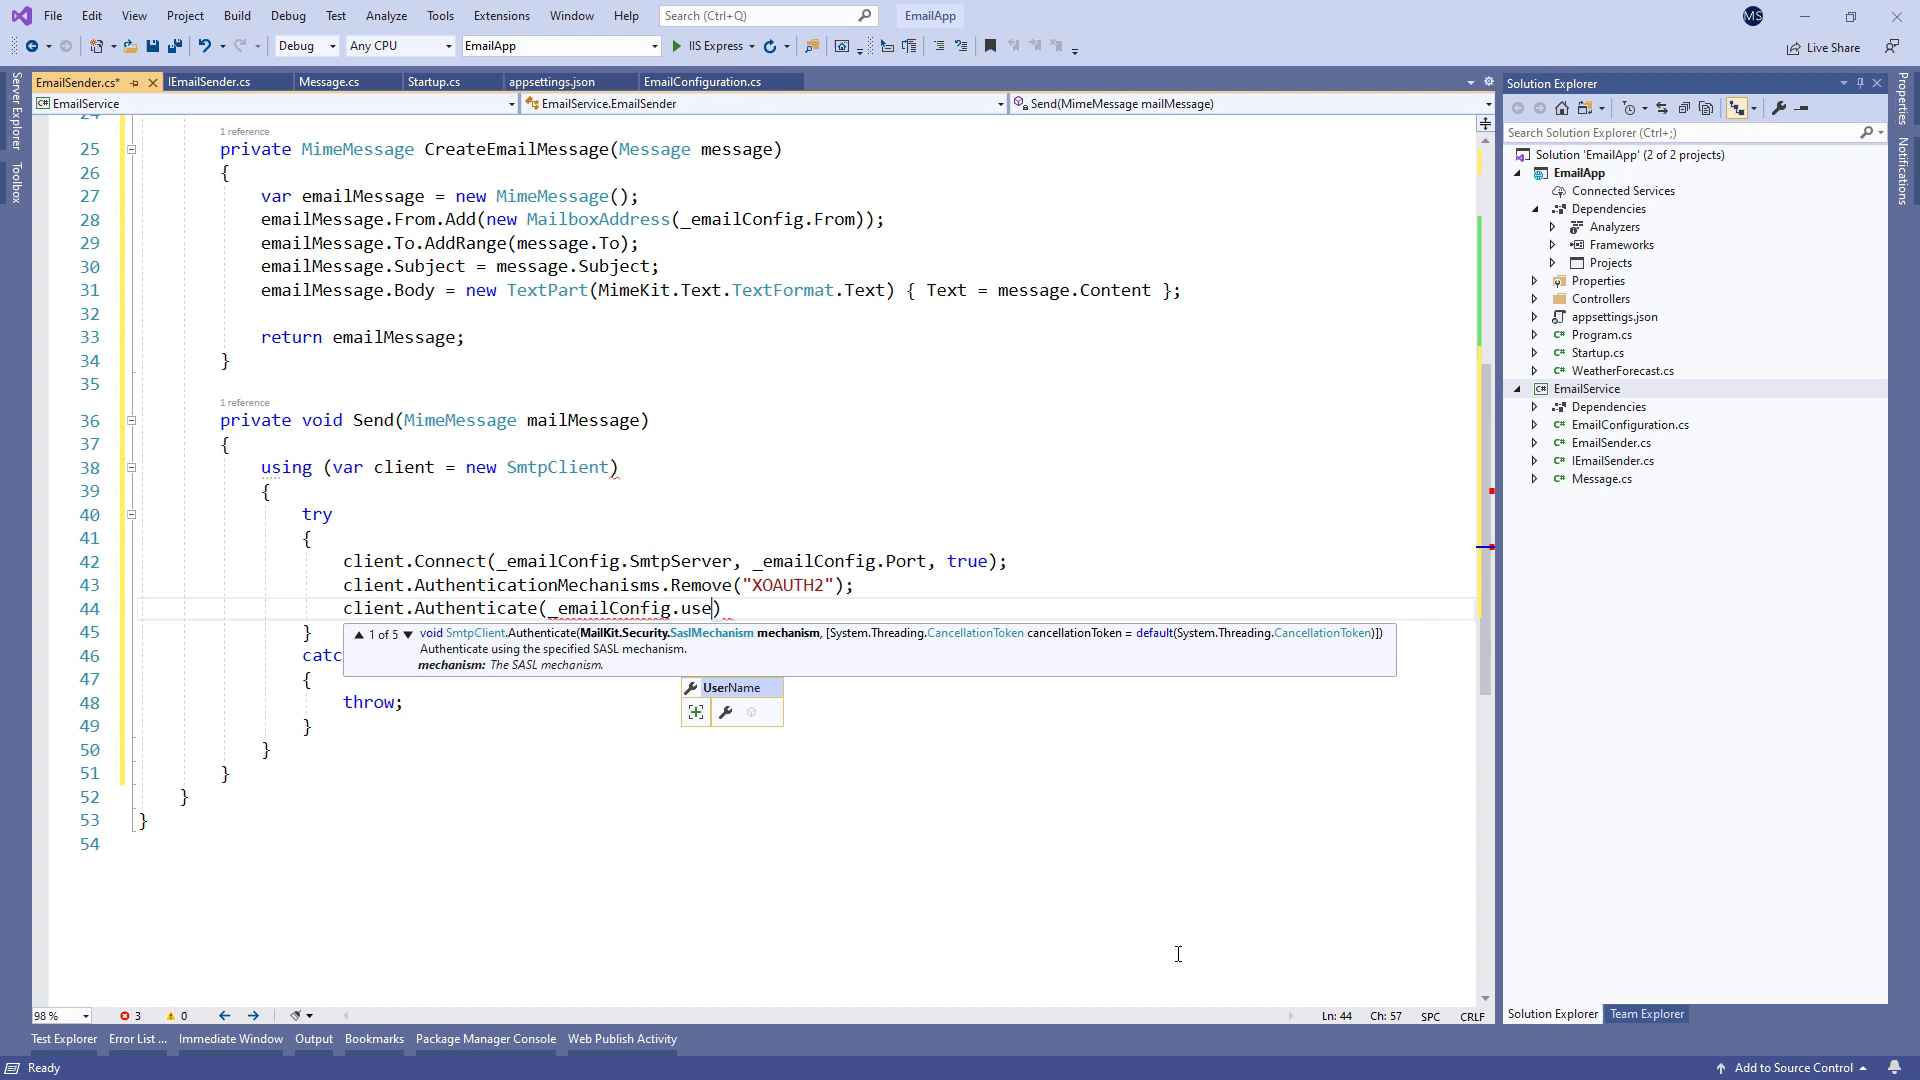 File Edit View Project Build Debug Test Analyze Tools Extensions Window Help Search (Ctrl+Q) EmailApp MS
Debug Any CPU EmailApp IIS Express Live Share
EmailSender.cs* IEmailSender.cs Message.cs Startup.cs appsettings.json EmailConfiguration.cs
EmailService EmailService.EmailSender Send(MimeMessage mailMessage)
Server Explorer
Toolbox
24
1 reference
25 private MimeMessage CreateEmailMessage(Message message)
26 {
27 var emailMessage = new MimeMessage();
28 emailMessage.From.Add(new MailboxAddress(_emailConfig.From));
29 emailMessage.To.AddRange(message.To);
30 emailMessage.Subject = message.Subject;
31 emailMessage.Body = new TextPart(MimeKit.Text.TextFormat.Text) { Text = message.Content };
32
33 return emailMessage;
34 }
35
1 reference
36 private void Send(MimeMessage mailMessage)
37 {
38 using (var client = new SmtpClient)
39 {
40 try
41 {
42 client.Connect(_emailConfig.SmtpServer, _emailConfig.Port, true);
43 client.AuthenticationMechanisms.Remove("XOAUTH2");
44 client.Authenticate(_emailConfig.use)
45 }
1 of 5 void SmtpClient.Authenticate(MailKit.Security.SaslMechanism mechanism, [System.Threading.CancellationToken cancellationToken = default(System.Threading.CancellationToken)])
Authenticate using the specified SASL mechanism.
mechanism: The SASL mechanism.
46 catc
47 {
UserName
48 throw;
49 }
50 }
51 }
52 }
53 }
54
98 % 3 0 Ln: 44 Ch: 57 SPC CRLF
Solution Explorer
Search Solution Explorer (Ctrl+;)
Solution 'EmailApp' (2 of 2 projects)
EmailApp
Connected Services
Dependencies
Analyzers
Frameworks
Projects
Properties
Controllers
appsettings.json
Program.cs
Startup.cs
WeatherForecast.cs
EmailService
Dependencies
EmailConfiguration.cs
EmailSender.cs
IEmailSender.cs
Message.cs
Solution Explorer Team Explorer
Properties
Notifications
Test Explorer Error List ... Immediate Window Output Bookmarks Package Manager Console Web Publish Activity
Ready Add to Source Control